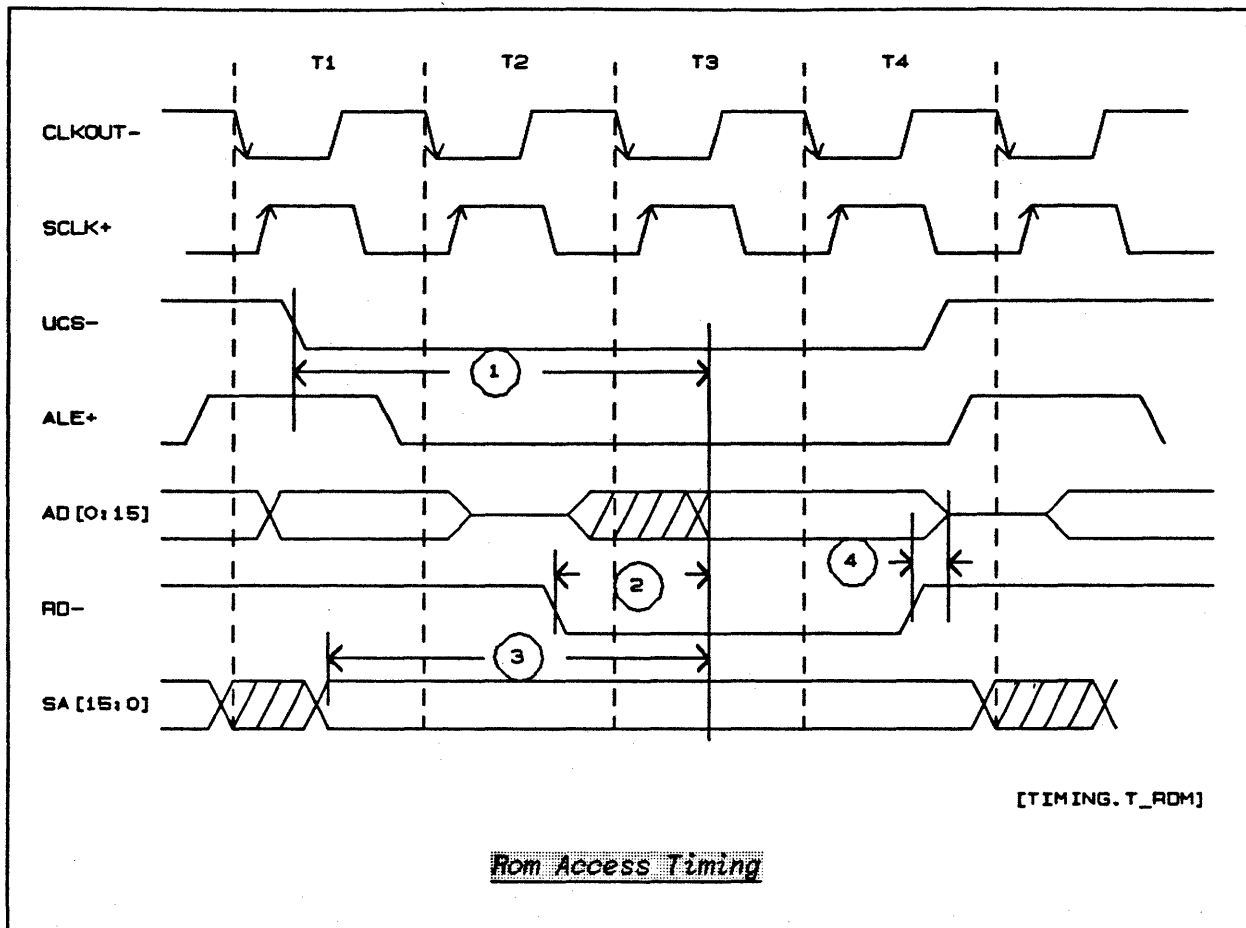 T1 T2 T3 T4
CLKOUT-
SCLK+
UCS-
1
ALE+
AD[0:15]
4
2
RD-
3
SA[15:0]
[TIMING.T_ROM]
Rom Access Timing